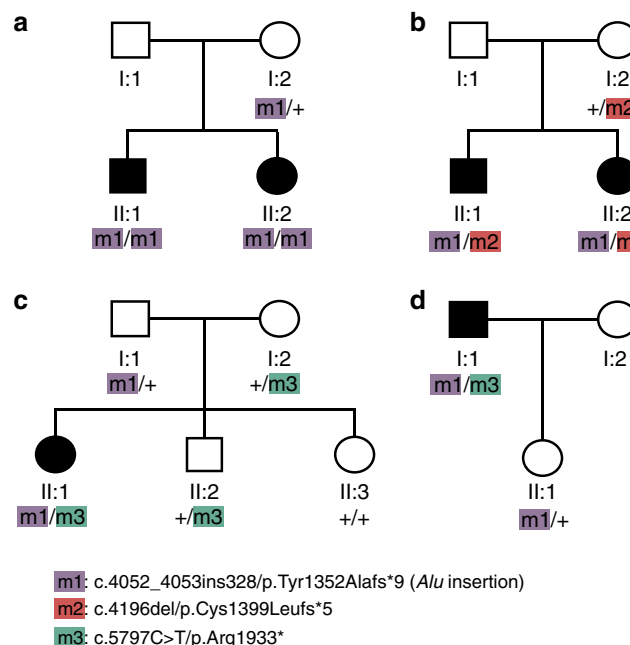 a
b
I:1
I:2
I:1
I:2
m1/+
+/m2
II:1
II:2
II:1
II:2
m1/m1
m1/m1
m1/m2
m1/m
c
d
I:1
I:2
I:1
I:2
m1/+
+/m3
m1/m3
II:1
II:2
II:3
II:1
m1/m3
+/m3
+/+
m1/+
m1: c.4052_4053ins328/p.Tyr1352Alafs*9 (Alu insertion)
m2: c.4196del/p.Cys1399Leufs*5
m3: c.5797C>T/p.Arg1933*